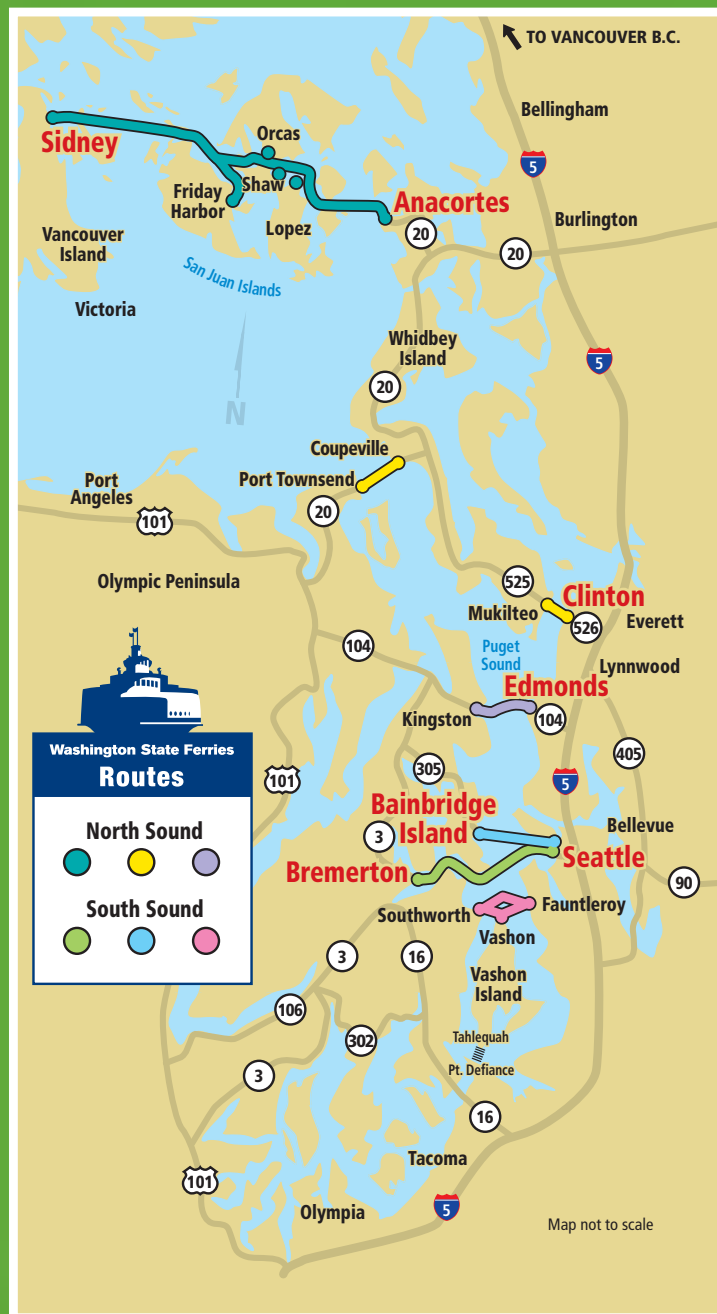 TO VANCOUVER B.C.
Bellingham
5
Sidney
Orcas
Shaw
Friday
Harbor
Lopez
Anacortes
20
Burlington
20
Vancouver
Island
San Juan Islands
Victoria
N
Whidbey
Island
5
20
Coupeville
Port Townsend
Port
Angeles
101
20
Olympic Peninsula
525
Clinton
Mukilteo
526
Everett
104
Puget
Sound
Lynnwood
Edmonds
Kingston
104
405
305
101
5
Bainbridge
Island
3
Bellevue
Seattle
Bremerton
90
Southworth
Fauntleroy
Vashon
Washington State Ferries
Routes
North Sound
South Sound
3
16
Vashon
Island
106
302
Tahlequah
Pt. Defiance
3
16
Tacoma
101
Olympia
5
Map not to scale